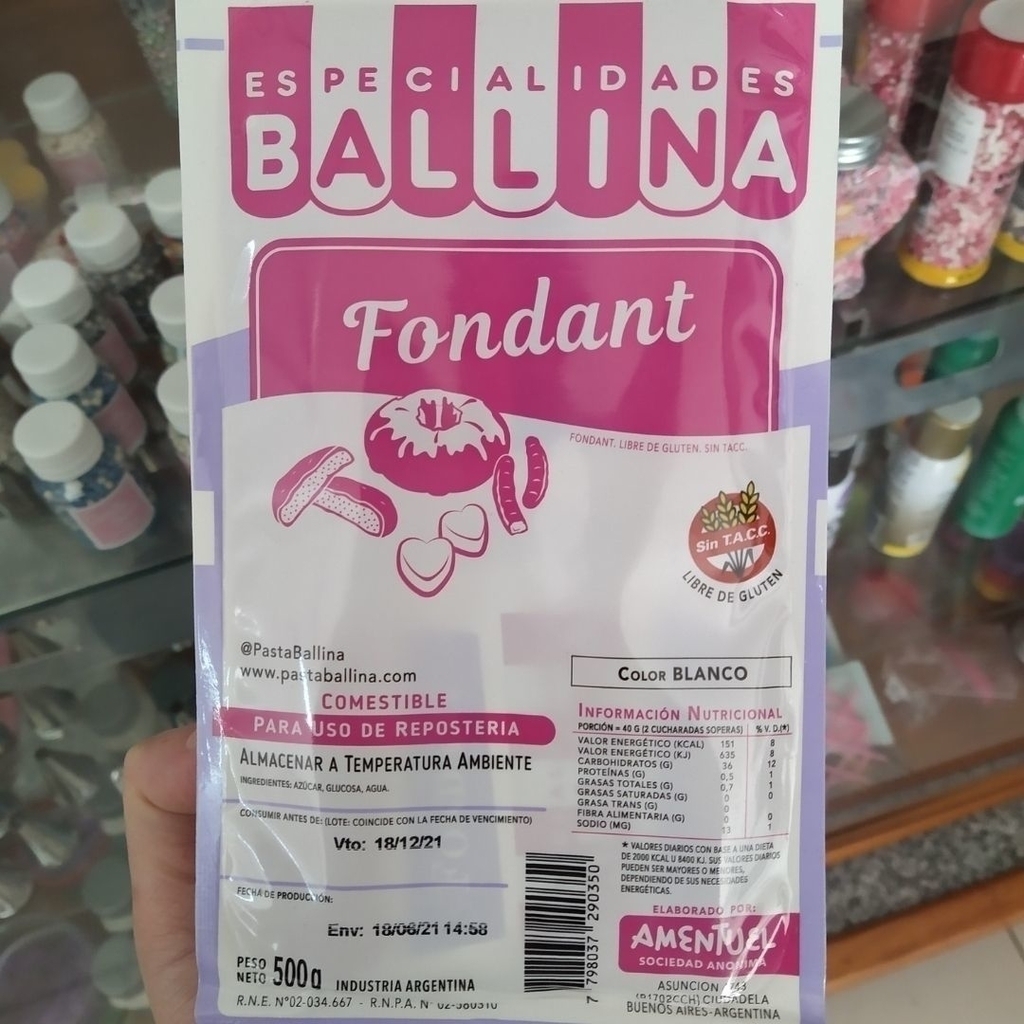 ESPECIALIDADES
BALLINA
Fondant
FONDANT. LIBRE DE GLUTEN. SIN TACC.
Sin T.A.C.C.
LIBRE DE GLUTEN
@PastaBallina
www.pastaballina.com
COMESTIBLE
PARA USO DE REPOSTERIA
ALMACENAR A TEMPERATURA AMBIENTE
INGREDIENTES: AZÚCAR, GLUCOSA, AGUA.
CONSUMIR ANTES DE: (LOTE: COINCIDE CON LA FECHA DE VENCIMIENTO)
Vto: 18/12/21
FECHA DE PRODUCCIÓN:
Env: 18/06/21 14:58
PESO
NETO 500g
INDUSTRIA ARGENTINA
R.N.E. N°02-034.667 - R.N.P.A. N°
COLOR BLANCO
INFORMACIÓN NUTRICIONAL
PORCIÓN = 40 G (2 CUCHARADAS SOPERAS) % V. D.(*)
VALOR ENERGÉTICO (KCAL) 151 8
VALOR ENERGÉTICO (KJ) 635 8
CARBOHIDRATOS (G) 36 12
PROTEÍNAS (G) 0,5 1
GRASAS TOTALES (G) 0,7 1
GRASAS SATURADAS (G) 0 0
GRASA TRANS (G) 0
FIBRA ALIMENTARIA (G) 0 0
SODIO (MG) 13 1
* VALORES DIARIOS CON BASE A UNA DIETA
DE 2000 KCAL U 8400 KJ. SUS VALORES DIARIOS
PUEDEN SER MAYORES O MENORES,
DEPENDIENDO DE SUS NECESIDADES
ENERGÉTICAS.
7 798037 290350
ELABORADO POR:
AMENTUEL
SOCIEDAD ANONIMA
ASUNCION
(B1702CCH) CIUDADELA
BUENOS AIRES-ARGENTINA